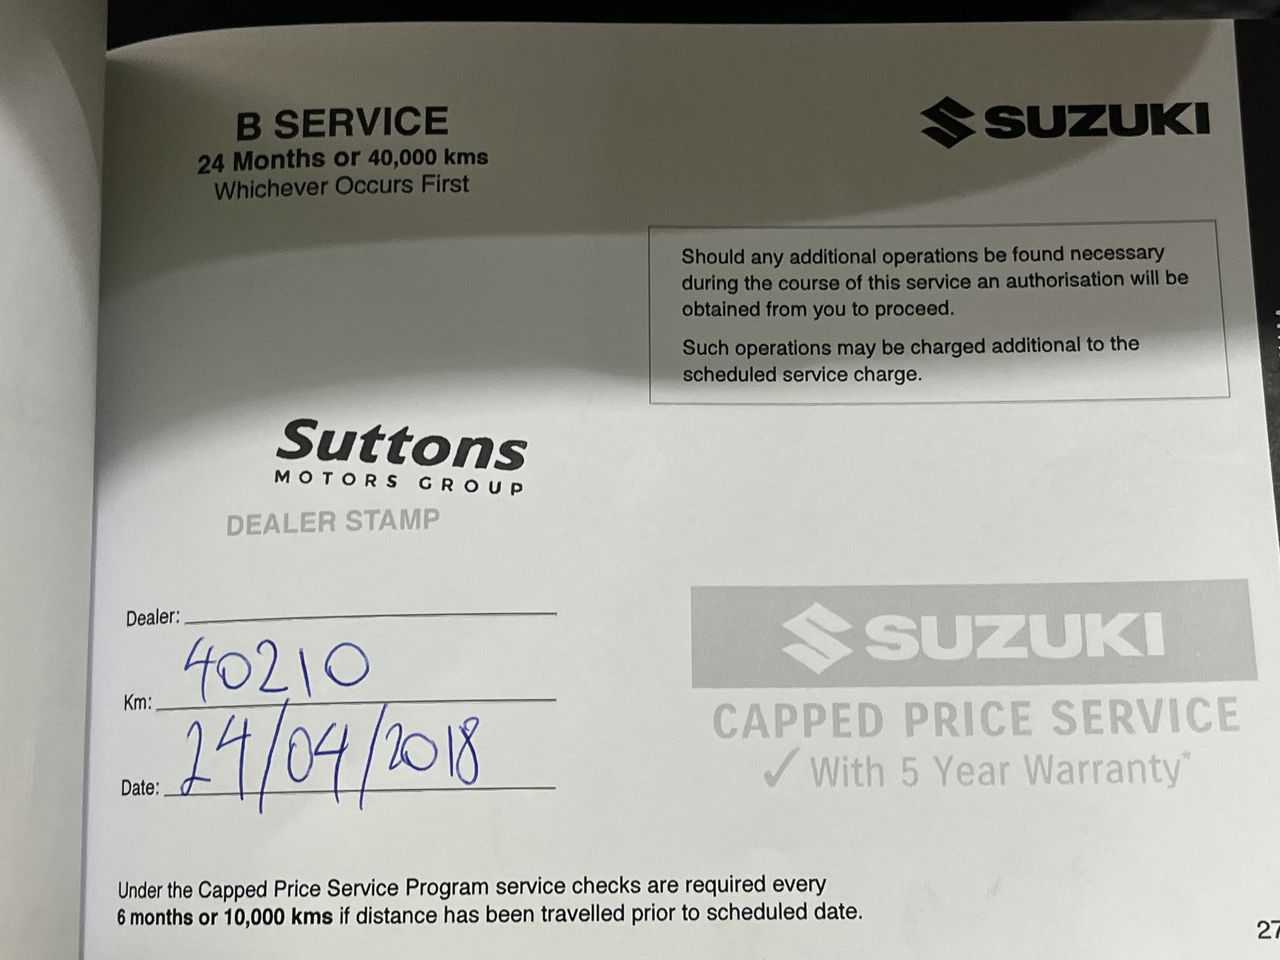 B SERVICE
24 Months or 40,000 kms
Whichever Occurs First
SUZUKI
Should any additional operations be found necessary
during the course of this service an authorisation will be
obtained from you to proceed.
Such operations may be charged additional to the
scheduled service charge.
Suttons
MOTORS GROUP
DEALER STAMP
Dealer:
Km: 40210
Date: 24/04/2018
SUZUKI
CAPPED PRICE SERVICE
✓ With 5 Year Warranty*
Under the Capped Price Service Program service checks are required every
6 months or 10,000 kms if distance has been travelled prior to scheduled date.
27